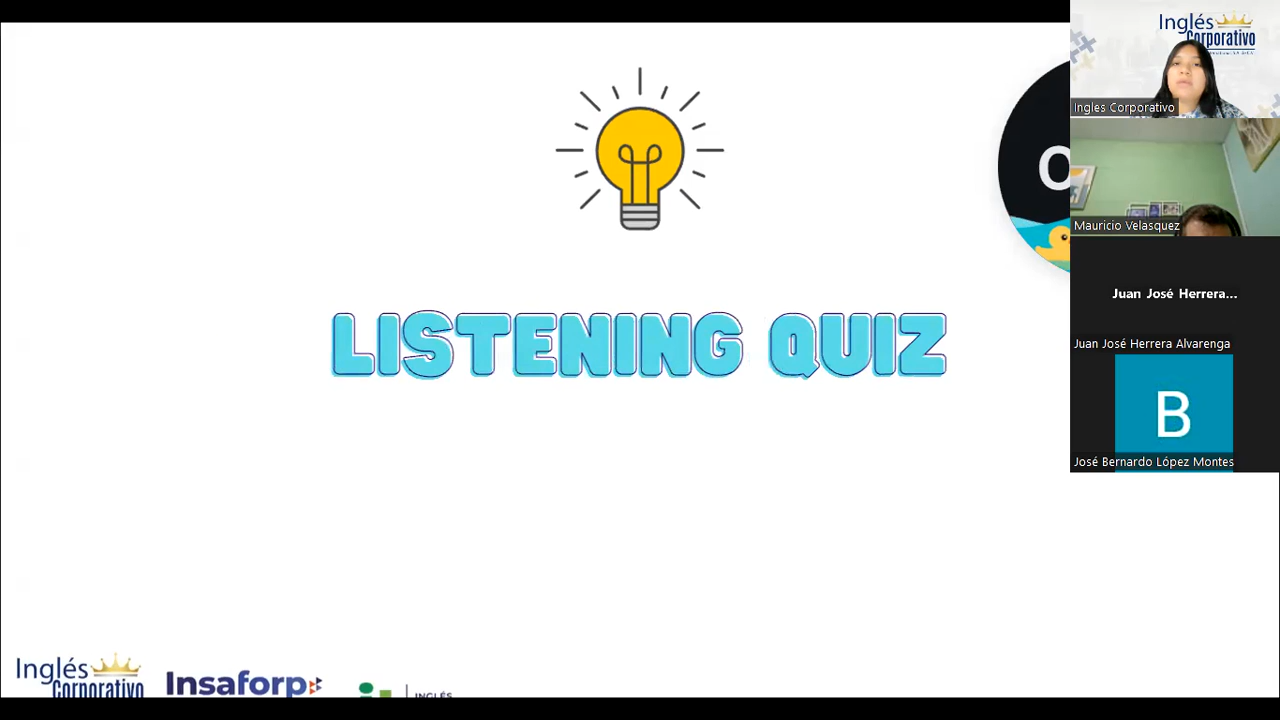 LISTENING QUIZ
Inglés
Corporativo
Insaforp
INGLÉS
Inglés
Corporativo
Ingles Corporativo
Mauricio Velasquez
Juan José Herrera...
Juan José Herrera Alvarenga
B
José Bernardo López Montes